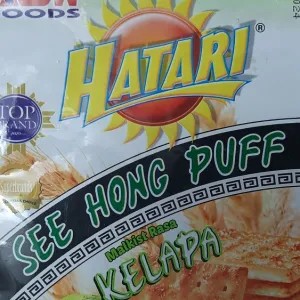 FOODS
HATARI®
TOP
BRAND
SEE HONG PUFF
Malkist Rasa
KELAPA